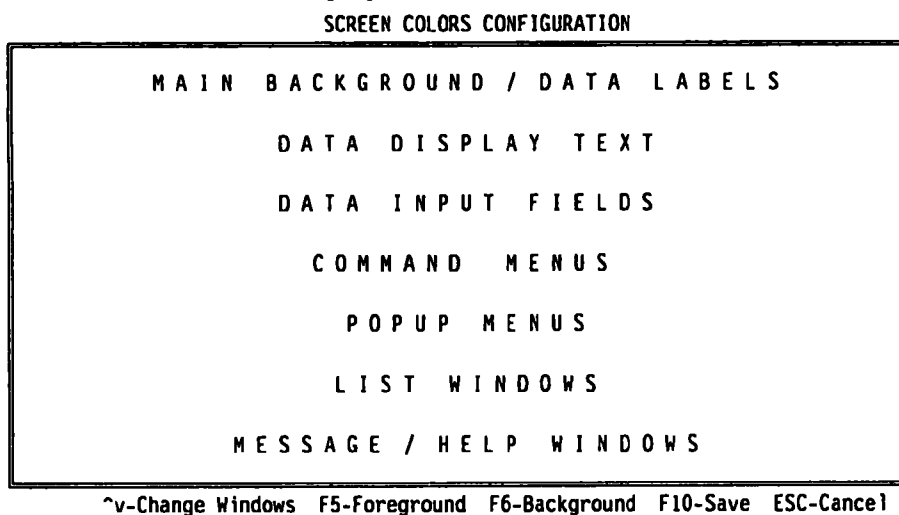 SCREEN COLORS CONFIGURATION
MAIN BACKGROUND / DATA LABELS
DATA DISPLAY TEXT
DATA INPUT FIELDS
COMMAND MENUS
POPUP MENUS
LIST WINDOWS
MESSAGE / HELP WINDOWS
^v-Change Windows F5-Foreground F6-Background F10-Save ESC-Cancel